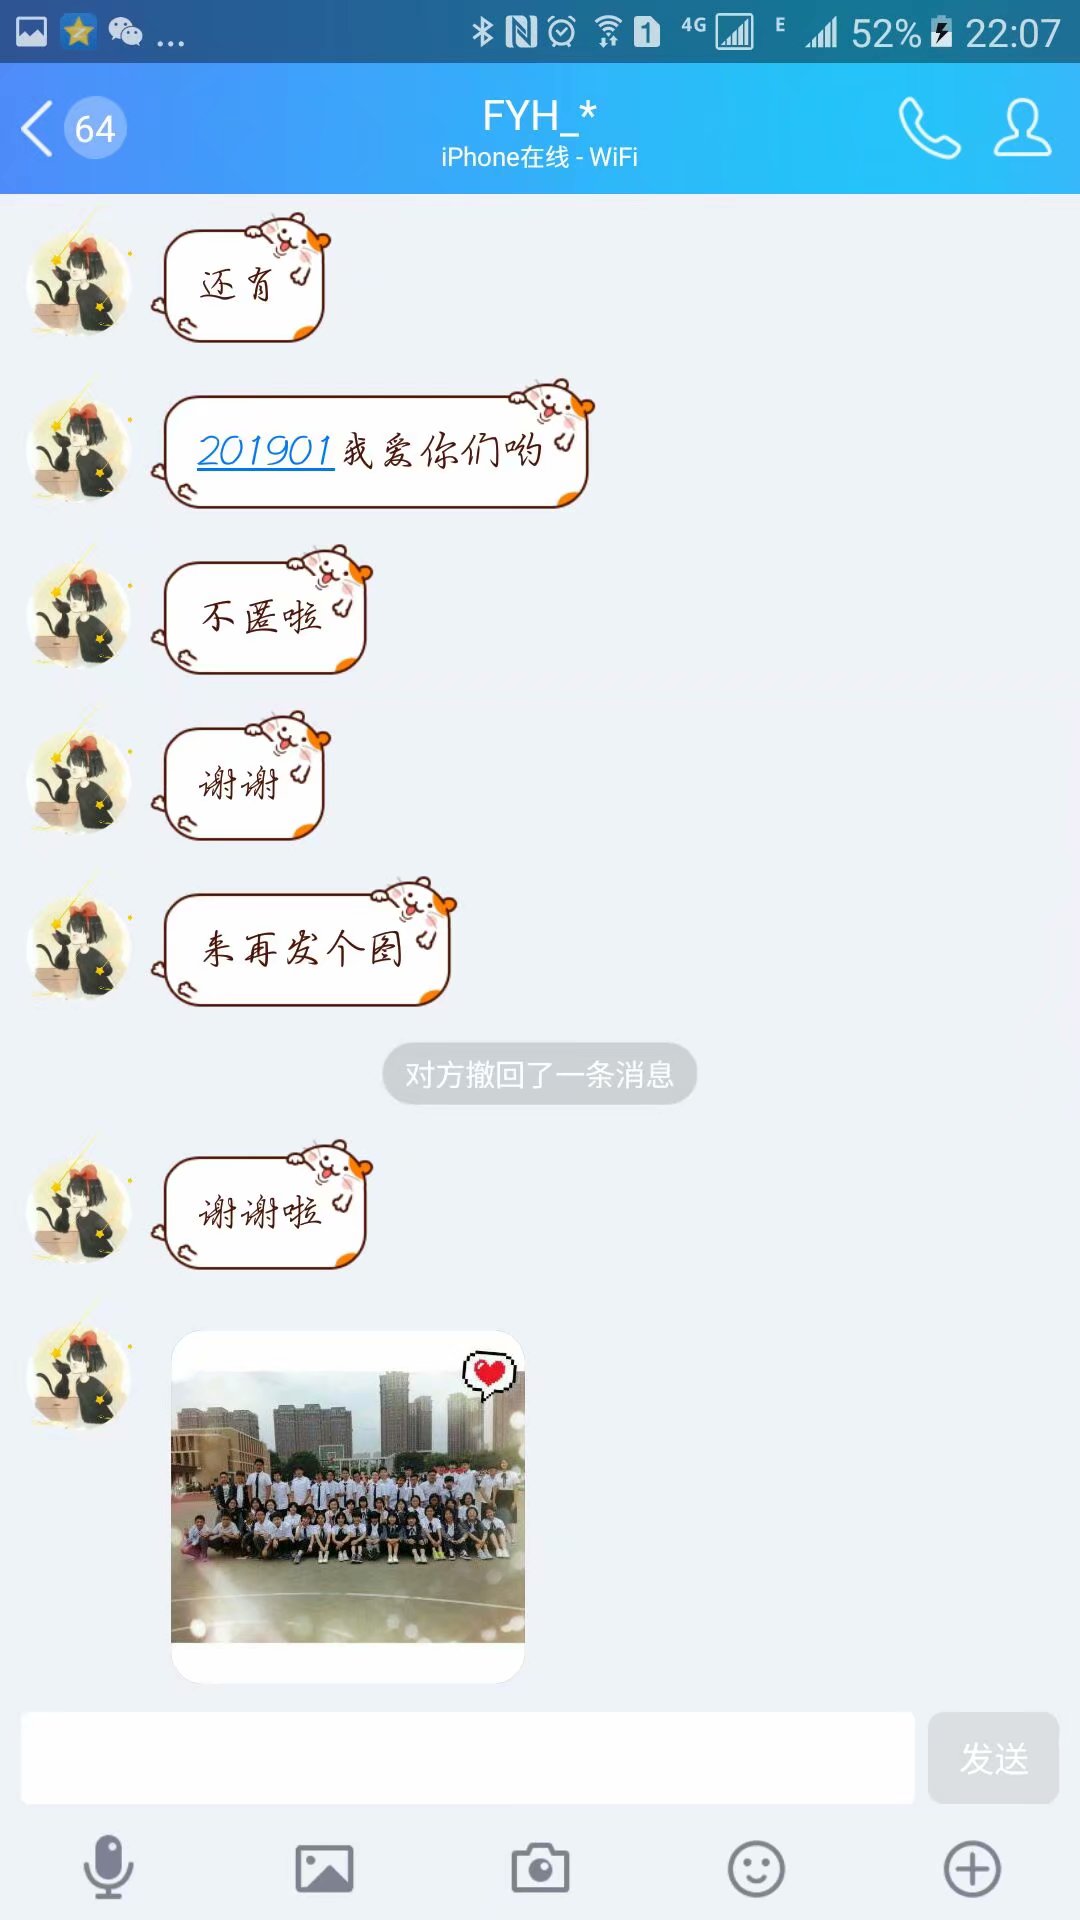 ... 1 4G E 52% 22:07
64
FYH_*
iPhone在线 - WiFi
还有
201901我爱你们哟
不匿啦
谢谢
来再发个图
对方撤回了一条消息
谢谢啦
发送